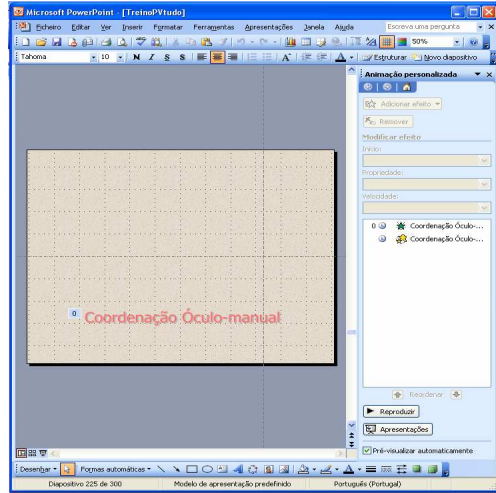 Microsoft PowerPoint - [TreinoPVtudo]
Ficheiro Editar Ver Inserir Formatar Ferramentas Apresentações Janela Ajuda Escreva uma pergunta
50%
Tahoma 10 N I S S Estruturar Novo diapositivo
Animação personalizada
Adicionar efeito
Remover
Modificar efeito
Início:
Propriedade:
Velocidade:
0 Coordenação Óculo-...
Coordenação Óculo-...
0 Coordenação Óculo-manual
Reordenar
Reproduzir
Apresentações
Pré-visualizar automaticamente
Desenhar Formas automáticas
Diapositivo 225 de 300 Modelo de apresentação predefinido Português (Portugal)